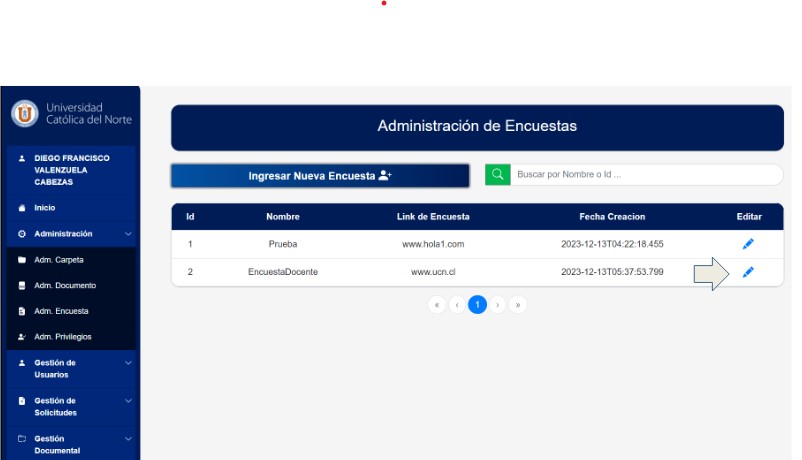 Universidad
Católica del Norte
DIEGO FRANCISCO
VALENZUELA
CABEZAS
Inicio
Administración
Adm. Carpeta
Adm. Documento
Adm. Encuesta
Adm. Privilegios
Gestión de
Usuarios
Gestión de
Solicitudes
Gestión
Documental
Administración de Encuestas
Ingresar Nueva Encuesta
Buscar por Nombre o Id ...
Id Nombre Link de Encuesta Fecha Creacion Editar
1 Prueba www.hola1.com 2023-12-13T04:22:18.455
2 EncuestaDocente www.ucn.cl 2023-12-13T05:37:53.799
« ‹ 1 › »